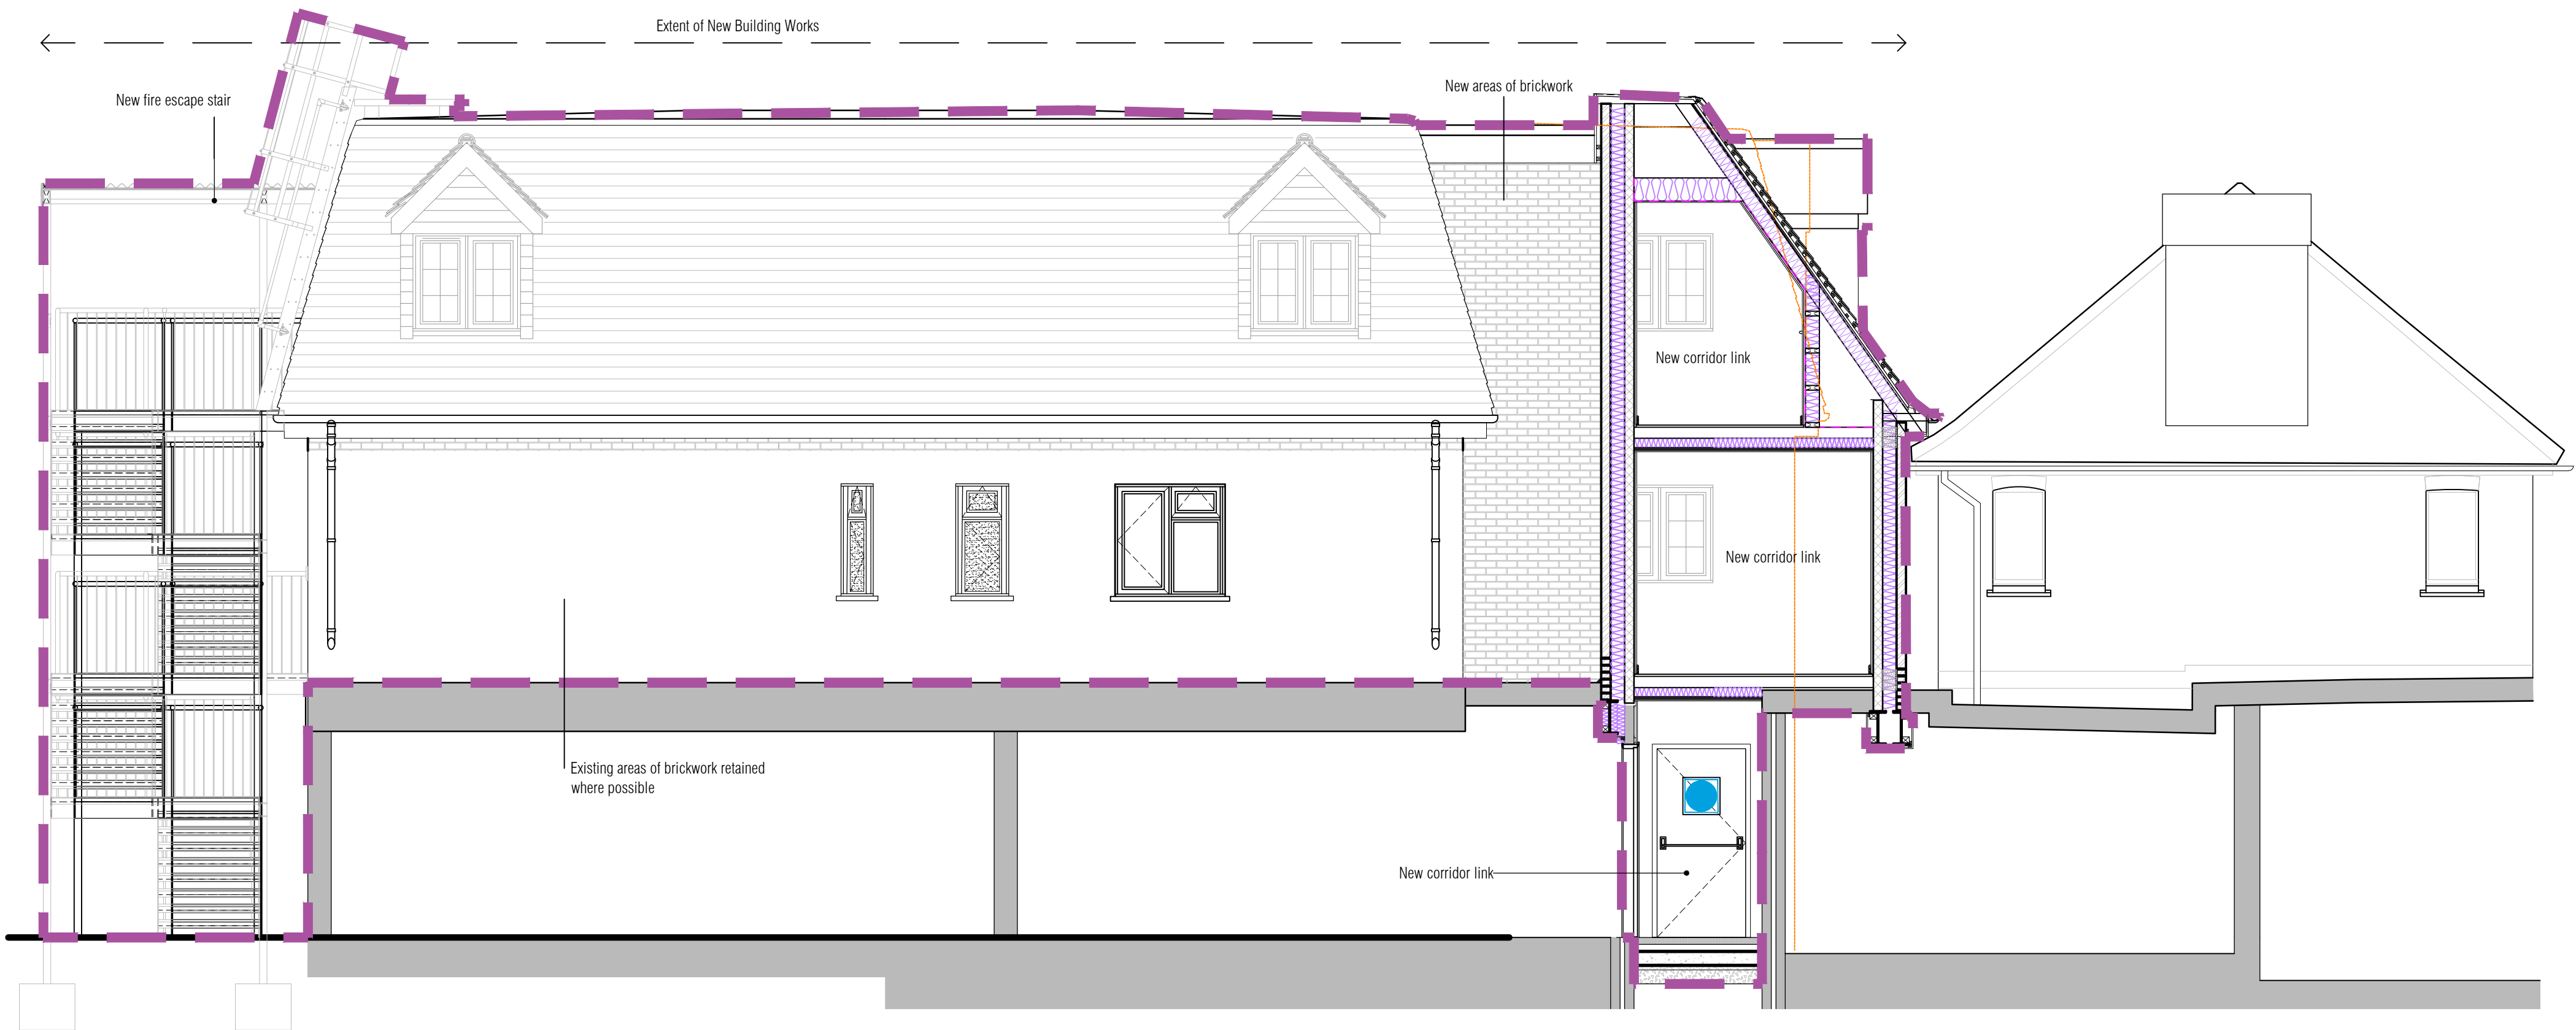 Extent of New Building Works
New areas of brickwork
New fire escape stair
New corridor link
New corridor link
Existing areas of brickwork retained
where possible
New corridor link